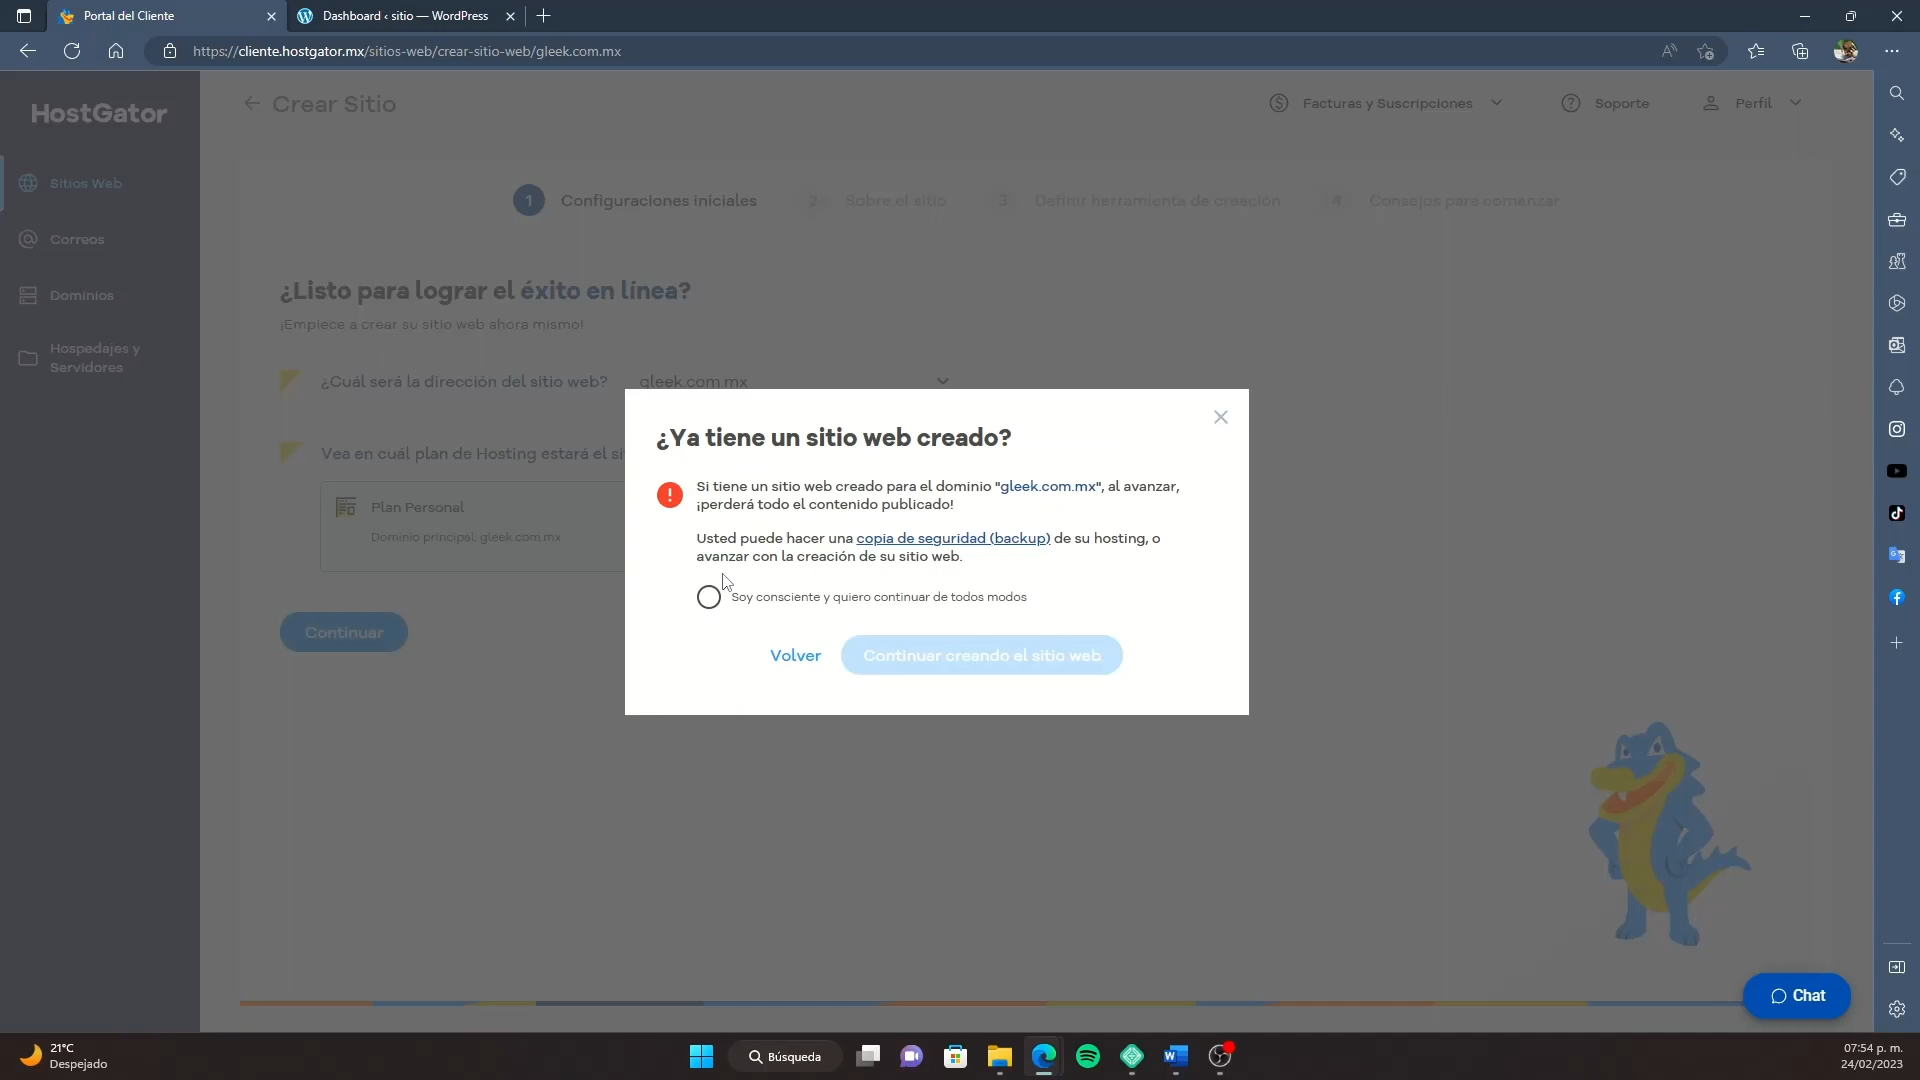 Portal del Cliente
Dashboard ‹ sitio — WordPress
https://cliente.hostgator.mx/sitios-web/crear-sitio-web/gleek.com.mx
HostGator
Crear Sitio
Facturas y Suscripciones
Soporte
Perfil
Sitios Web
Correos
Dominios
Hospedajes y
Servidores
1 Configuraciones iniciales
2 Sobre el sitio
3 Definir herramienta de creación
4 Consejos para comenzar
¿Listo para lograr el éxito en línea?
¡Empiece a crear su sitio web ahora mismo!
¿Cuál será la dirección del sitio web? gleek.com.mx
Vea en cuál plan de Hosting estará el si
Plan Personal
Dominio principal: gleek.com.mx
Continuar
¿Ya tiene un sitio web creado?
Si tiene un sitio web creado para el dominio "gleek.com.mx", al avanzar,
¡perderá todo el contenido publicado!
Usted puede hacer una copia de seguridad (backup) de su hosting, o
avanzar con la creación de su sitio web.
Soy consciente y quiero continuar de todos modos
Volver
Continuar creando el sitio web
Chat
21°C
Despejado
Búsqueda
07:54 p. m.
24/02/2023